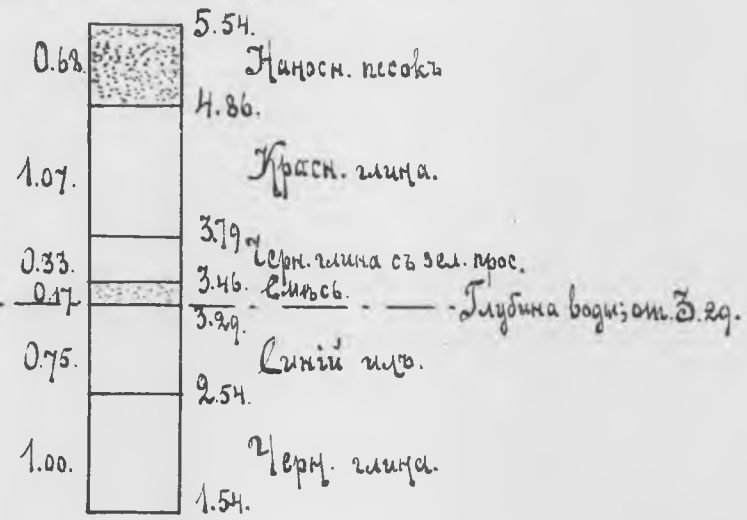 5.54.
0.68. Наносн. песокъ
4.86.
1.07. Красн. глина.
3.79
Черн. глина съ зел. прос.
0.33.
3.46. Смѣсь.
0.17
Глубина воды; от. 3.29.
3.29.
0.75. Синій илъ.
2.54.
1.00. Черн. глина.
1.54.